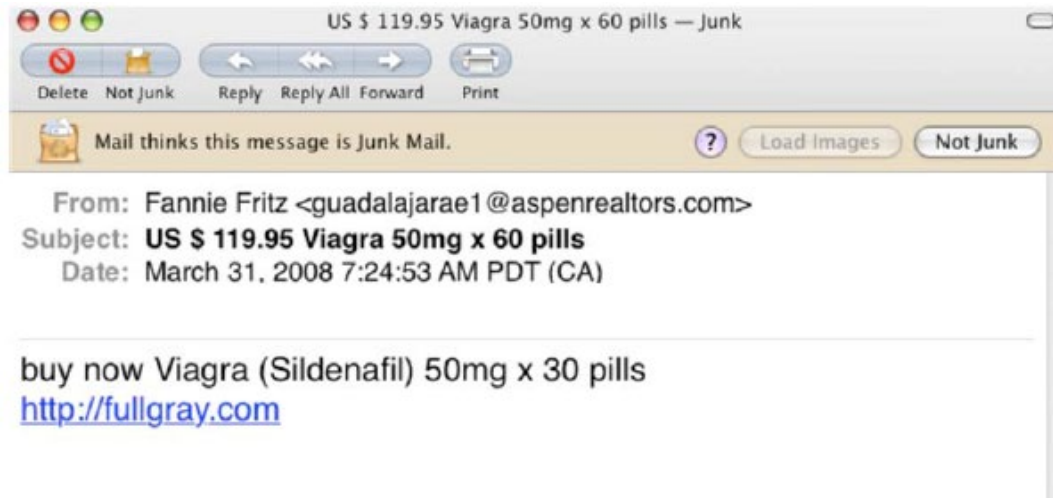 US $ 119.95 Viagra 50mg x 60 pills — Junk
Delete Not Junk Reply Reply All Forward Print
Mail thinks this message is Junk Mail. ? Load Images Not Junk
From: Fannie Fritz <guadalajarae1@aspenrealtors.com>
Subject: US $ 119.95 Viagra 50mg x 60 pills
Date: March 31, 2008 7:24:53 AM PDT (CA)
buy now Viagra (Sildenafil) 50mg x 30 pills
http://fullgray.com